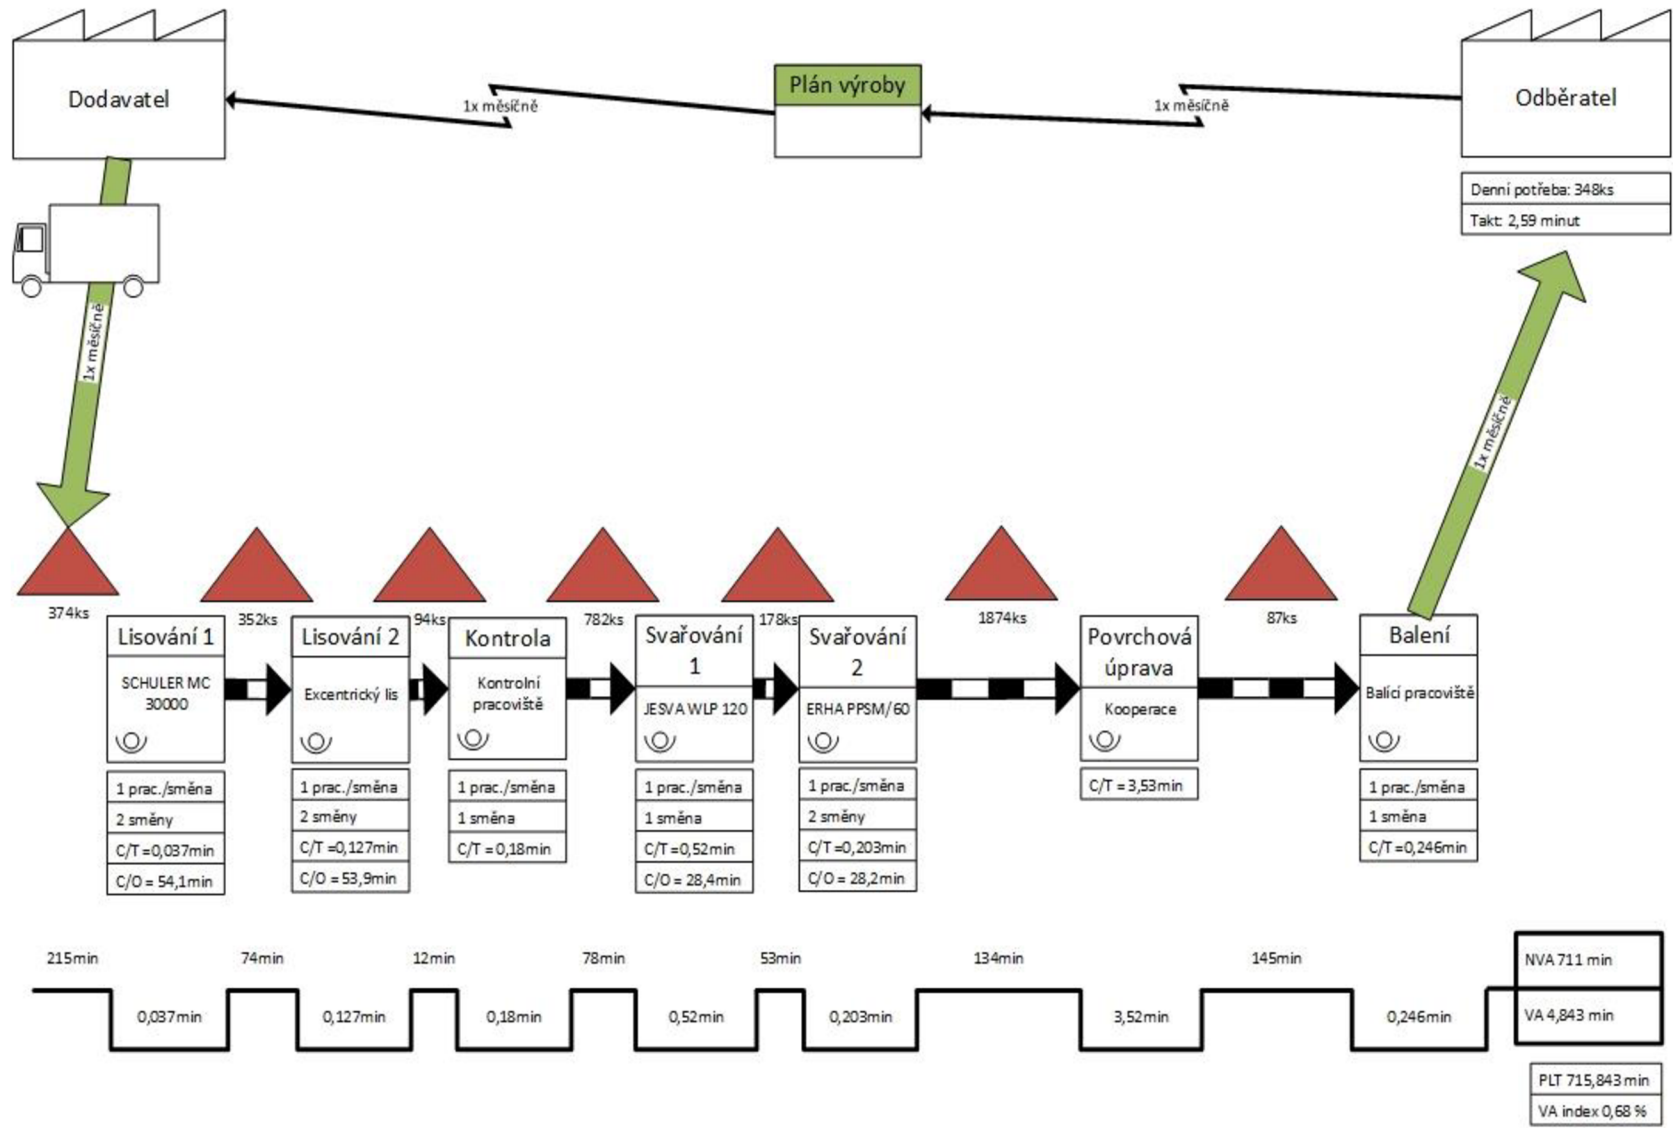 Dodavatel
1x měsíčně
Plán výroby
1x měsíčně
Odběratel
Denní potřeba: 348ks
Takt: 2,59 minut
1x měsíčně
1x měsíčně
374ks
352ks
94ks
782ks
178ks
1874ks
87ks
Lisování 1
SCHULER MC
30000
1 prac./směna
2 směny
C/T =0,037min
C/O = 54,1min
Lisování 2
Excentrický lis
1 prac./směna
2 směny
C/T =0,127min
C/O = 53,9min
Kontrola
Kontrolní
pracoviště
1 prac./směna
1 směna
C/T =0,18min
Svařování
1
JESVA WLP 120
1 prac./směna
1 směna
C/T =0,52min
C/O = 28,4min
Svařování
2
ERHA PPSM/60
1 prac./směna
2 směny
C/T =0,203min
C/O = 28,2min
Povrchová
úprava
Kooperace
C/T = 3,53min
Balení
Balící pracoviště
1 prac./směna
1 směna
C/T =0,246min
215min
74min
12min
78min
53min
134min
145min
0,037min
0,127min
0,18min
0,52min
0,203min
3,52min
0,246min
NVA 711 min
VA 4,843 min
PLT 715,843 min
VA index 0,68 %